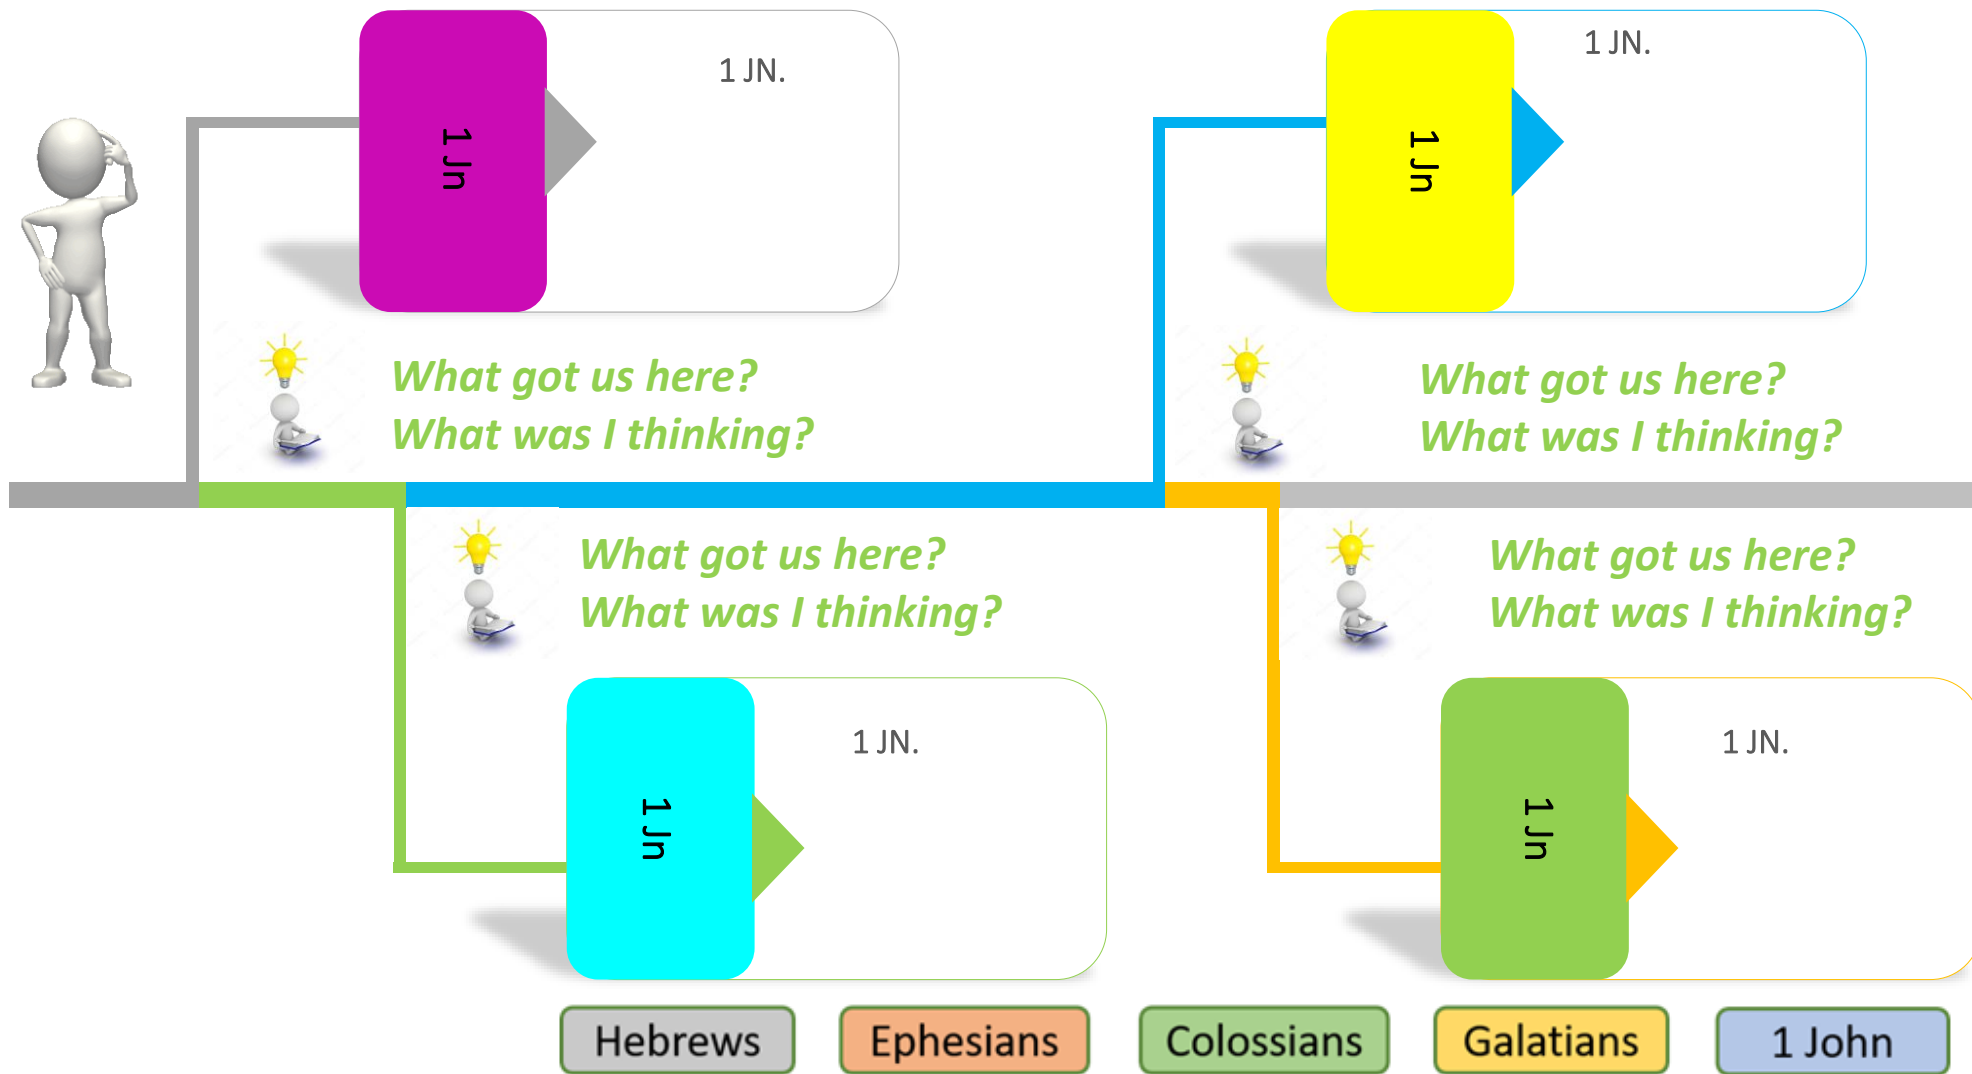 1 Jn
1 JN.
1 Jn
1 JN.
What got us here?
What was I thinking?
What got us here?
What was I thinking?
What got us here?
What was I thinking?
What got us here?
What was I thinking?
1 Jn
1 JN.
1 Jn
1 JN.
Hebrews
Ephesians
Colossians
Galatians
1 John